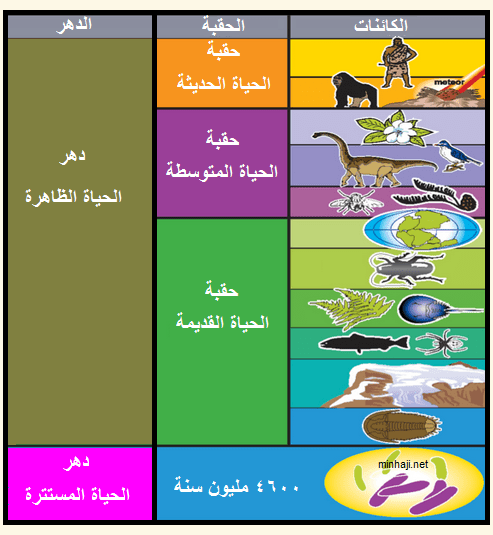 الكائنات
الحقبة
الدهر
حقبة
الحياة الحديثة
meteor
حقبة
الحياة المتوسطة
دهر
الحياة الظاهرة
حقبة
الحياة القديمة
دهر
الحياة المستترة
٤٦٠٠ مليون سنة
minhaji.net